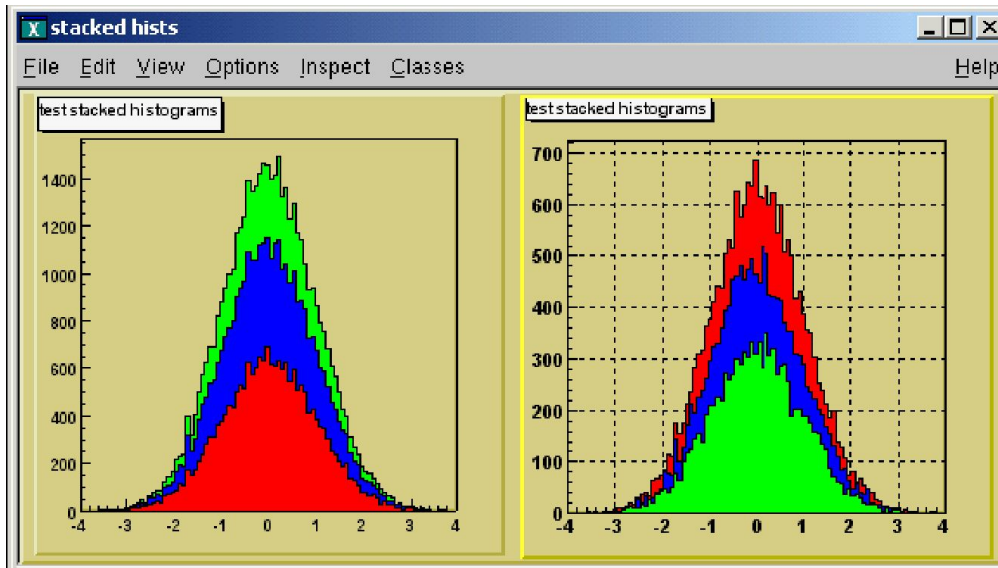 X stacked hists
File Edit View Options Inspect Classes Help
test stacked histograms
1400
1200
1000
800
600
400
200
0
-4 -3 -2 -1 0 1 2 3 4
test stacked histograms
700
600
500
400
300
200
100
0
-4 -3 -2 -1 0 1 2 3 4